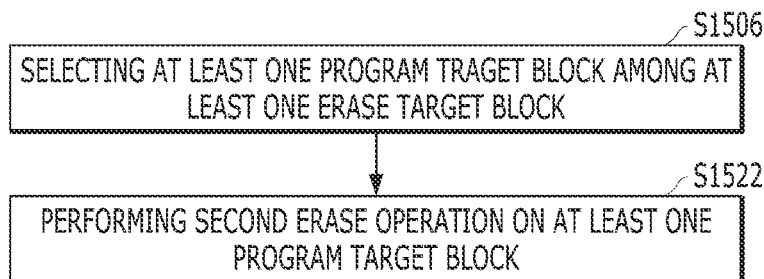 S1506
SELECTING AT LEAST ONE PROGRAM TRAGET BLOCK AMONG AT
LEAST ONE ERASE TARGET BLOCK
S1522
PERFORMING SECOND ERASE OPERATION ON AT LEAST ONE
PROGRAM TARGET BLOCK